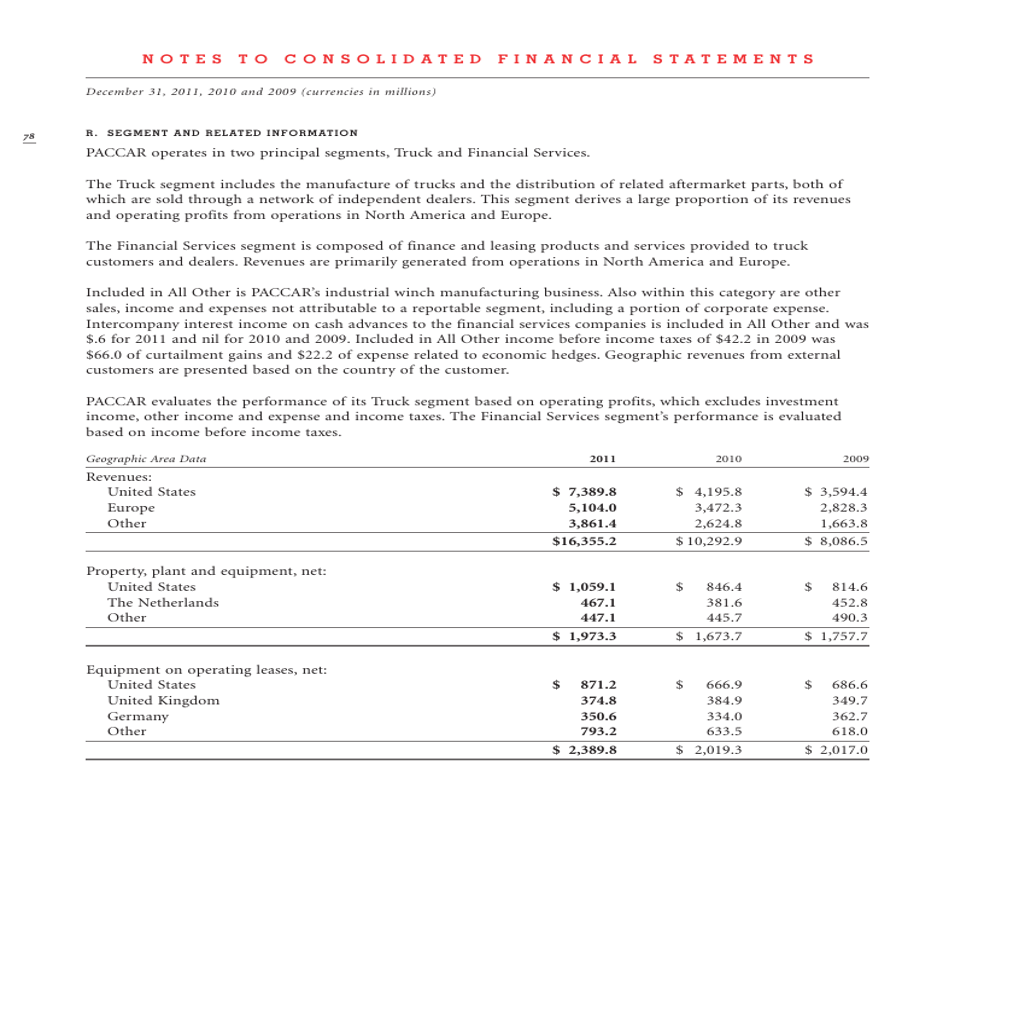 NOTES TO CONSOLIDATED FINANCIAL STATEMENTS
December 31, 2011, 2010 and 2009 (currencies in millions)
78
R. SEGMENT AND RELATED INFORMATION
PACCAR operates in two principal segments, Truck and Financial Services.
The Truck segment includes the manufacture of trucks and the distribution of related aftermarket parts, both of
which are sold through a network of independent dealers. This segment derives a large proportion of its revenues
and operating profits from operations in North America and Europe.
The Financial Services segment is composed of finance and leasing products and services provided to truck
customers and dealers. Revenues are primarily generated from operations in North America and Europe.
Included in All Other is PACCAR's industrial winch manufacturing business. Also within this category are other
sales, income and expenses not attributable to a reportable segment, including a portion of corporate expense.
Intercompany interest income on cash advances to the financial services companies is included in All Other and was
$.6 for 2011 and nil for 2010 and 2009. Included in All Other income before income taxes of $42.2 in 2009 was
$66.0 of curtailment gains and $22.2 of expense related to economic hedges. Geographic revenues from external
customers are presented based on the country of the customer.
PACCAR evaluates the performance of its Truck segment based on operating profits, which excludes investment
income, other income and expense and income taxes. The Financial Services segment's performance is evaluated
based on income before income taxes.
Geographic Area Data 2011 2010 2009
Revenues:
United States $ 7,389.8 $ 4,195.8 $ 3,594.4
Europe 5,104.0 3,472.3 2,828.3
Other 3,861.4 2,624.8 1,663.8
$16,355.2 $ 10,292.9 $ 8,086.5
Property, plant and equipment, net:
United States $ 1,059.1 $ 846.4 $ 814.6
The Netherlands 467.1 381.6 452.8
Other 447.1 445.7 490.3
$ 1,973.3 $ 1,673.7 $ 1,757.7
Equipment on operating leases, net:
United States $ 871.2 $ 666.9 $ 686.6
United Kingdom 374.8 384.9 349.7
Germany 350.6 334.0 362.7
Other 793.2 633.5 618.0
$ 2,389.8 $ 2,019.3 $ 2,017.0